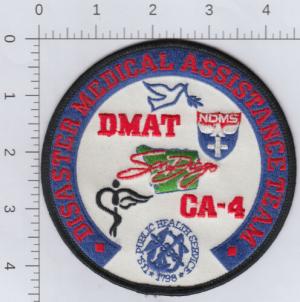 0 1 2 3 4
0
1
2
3
4
DISASTER MEDICAL ASSISTANCE TEAM
DMAT
NDMS
San Diego
CA-4
U.S. PUBLIC HEALTH SERVICE
1798